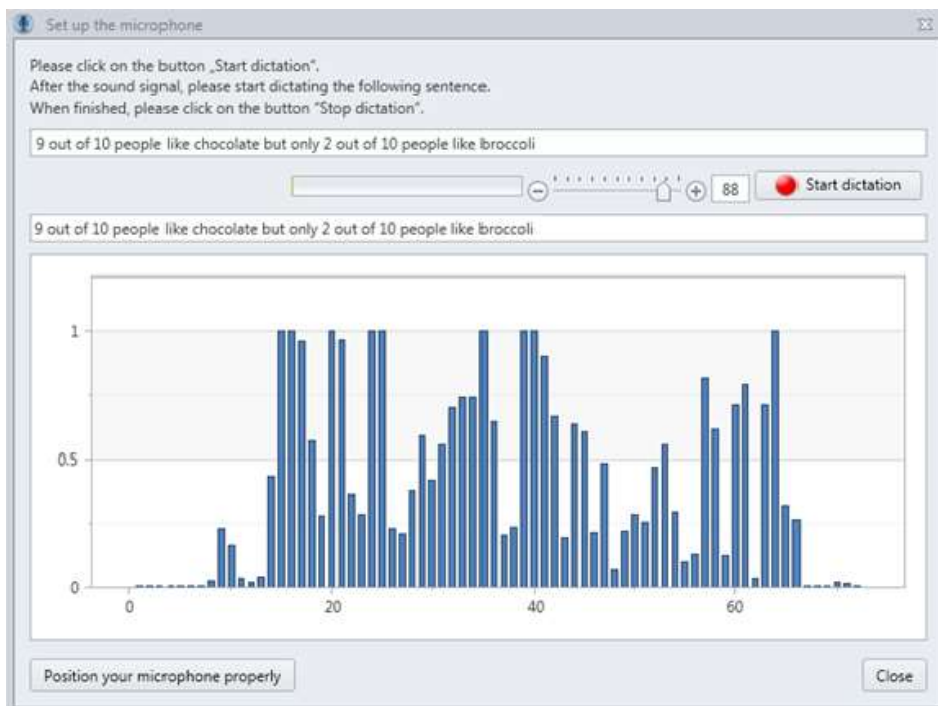 Set up the microphone
Please click on the button „Start dictation“.
After the sound signal, please start dictating the following sentence.
When finished, please click on the button "Stop dictation".
9 out of 10 people like chocolate but only 2 out of 10 people like broccoli
88 Start dictation
9 out of 10 people like chocolate but only 2 out of 10 people like broccoli
1
0.5
0
0 20 40 60
Position your microphone properly Close